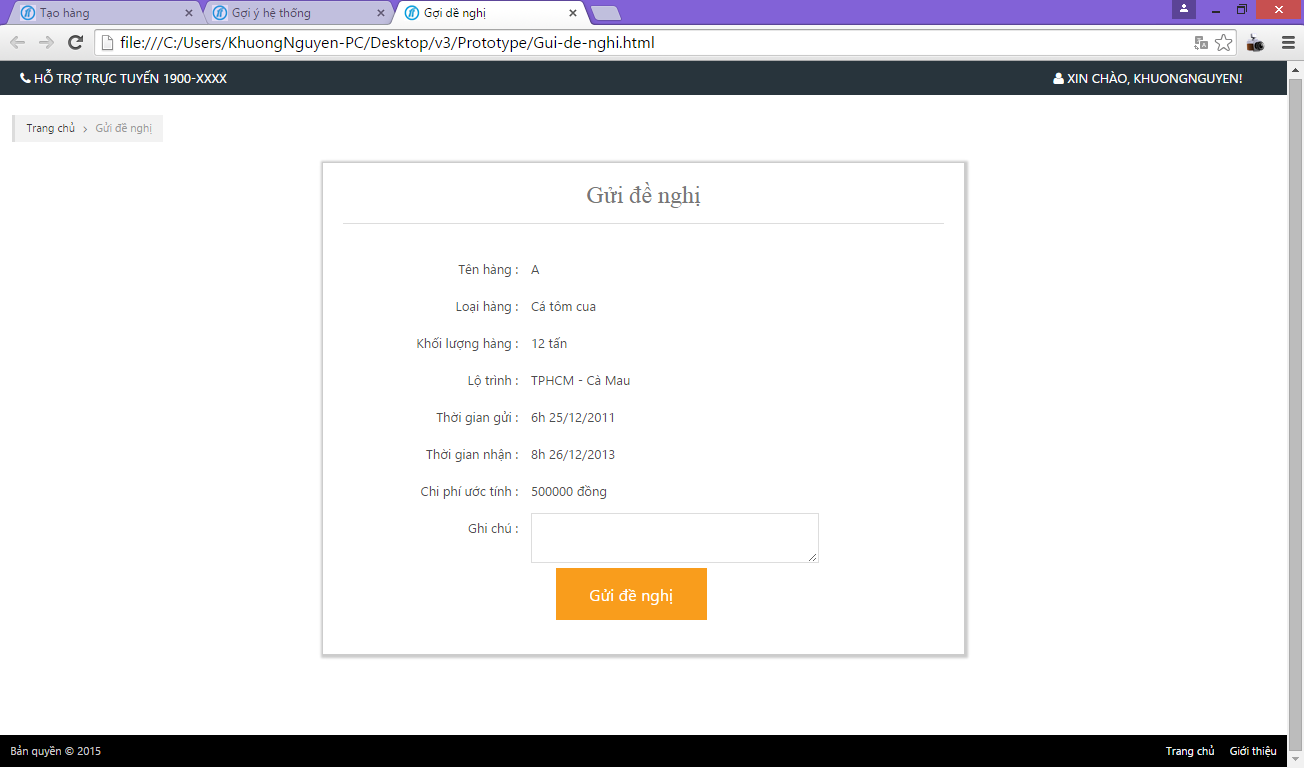 Tạo hàng
Gợi ý hệ thống
Gợi dề nghị
file:///C:/Users/KhuongNguyen-PC/Desktop/v3/Prototype/Gui-de-nghi.html
HỖ TRỢ TRỰC TUYẾN 1900-XXXX
XIN CHÀO, KHUONGNGUYEN!
Trang chủ › Gửi đề nghị
Gửi đề nghị
Tên hàng : A
Loại hàng : Cá tôm cua
Khối lượng hàng : 12 tấn
Lộ trình : TPHCM - Cà Mau
Thời gian gửi : 6h 25/12/2011
Thời gian nhận : 8h 26/12/2013
Chi phí ước tính : 500000 đồng
Ghi chú :
Gửi đề nghị
Bản quyền © 2015
Trang chủ Giới thiệu